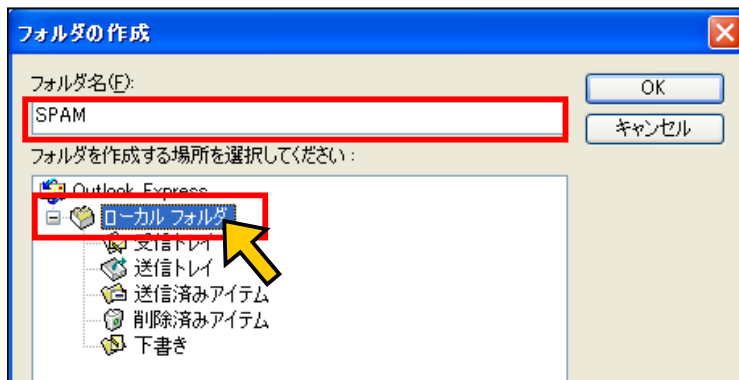 フォルダの作成
フォルダ名(F):
OK
SPAM
キャンセル
フォルダを作成する場所を選択してください:
Outlook Express
ローカル フォルダ
受信トレイ
送信トレイ
送信済みアイテム
削除済みアイテム
下書き